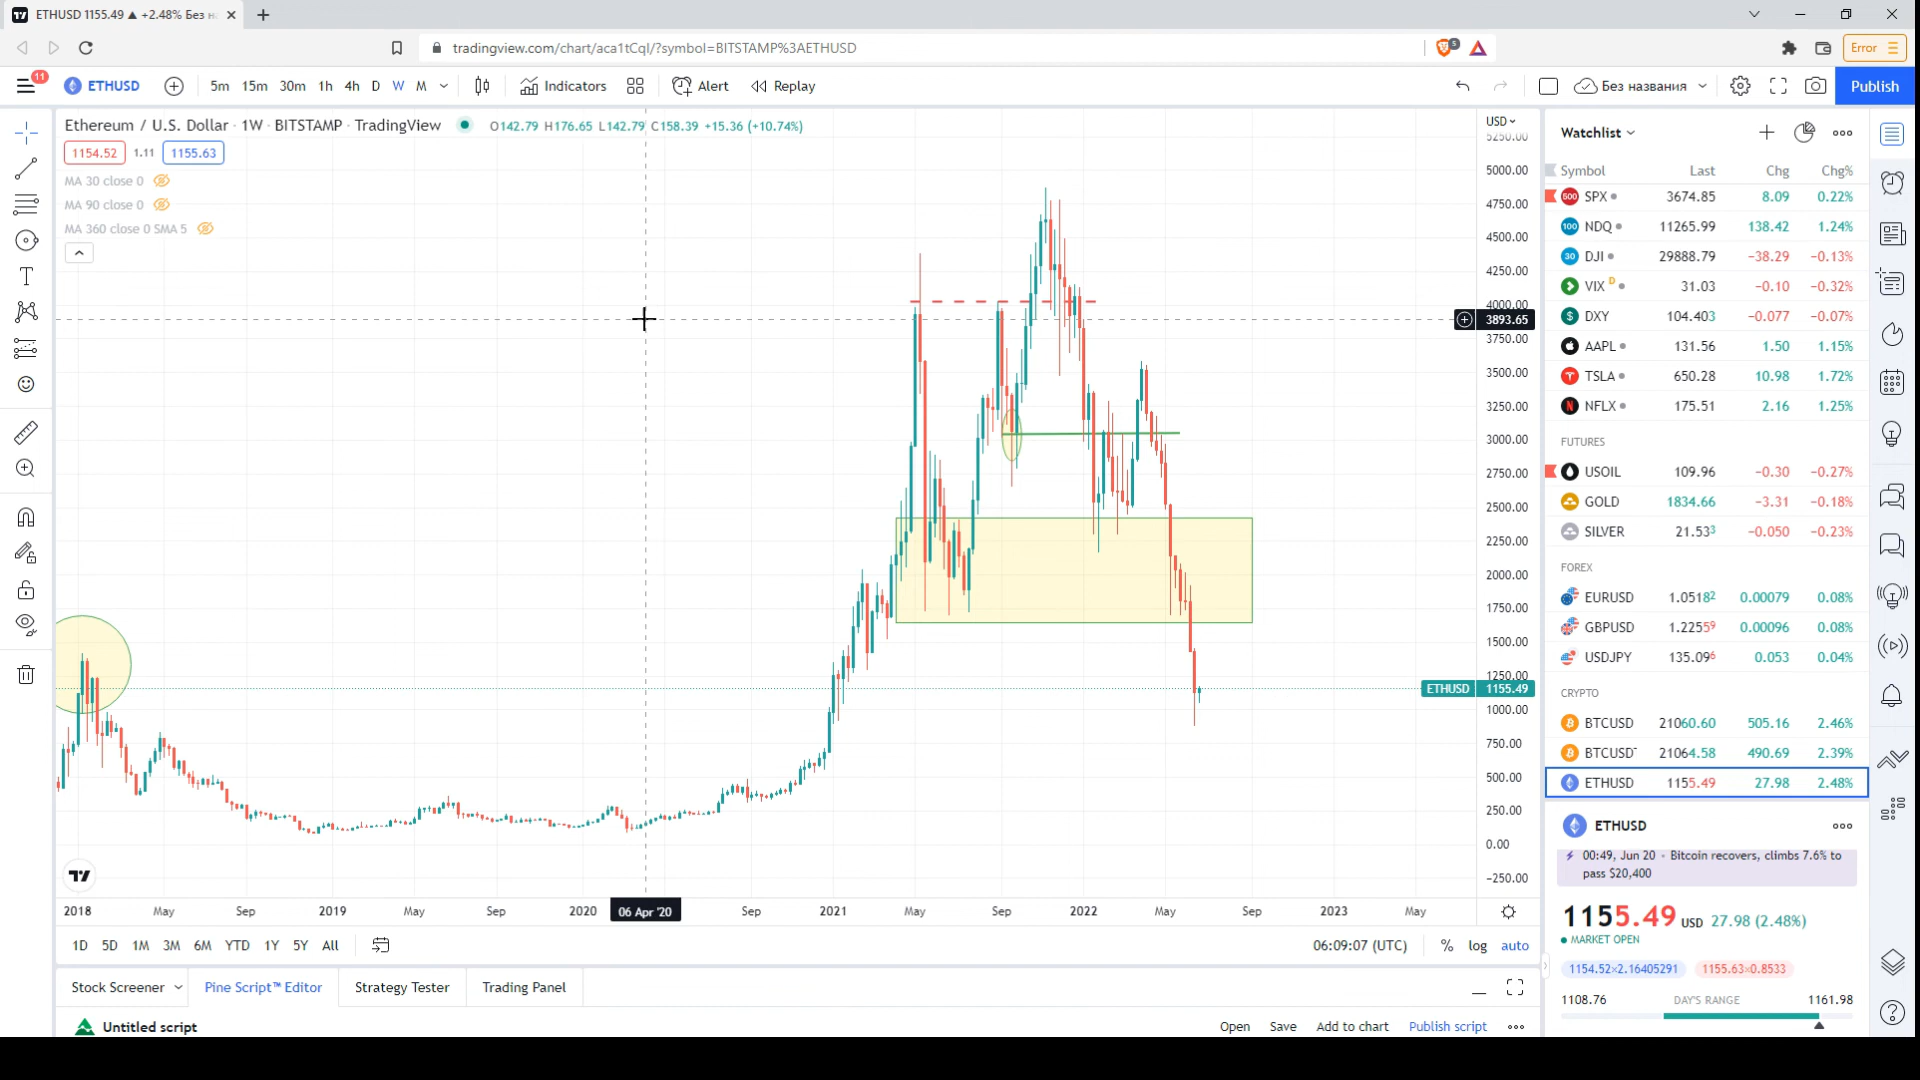 ETHUSD 1155.49 ▲ +2.48% Без н
tradingview.com/chart/aca1tCqI/?symbol=BITSTAMP%3AETHUSD
5
Error
11
ETHUSD
5m 15m 30m 1h 4h D W M
Indicators
Alert
Replay
Без названия
Publish
Ethereum / U.S. Dollar · 1W · BITSTAMP · TradingView
O142.79 H176.65 L142.79 C158.39 +15.36 (+10.74%)
1154.52 1.11 1155.63
MA 30 close 0
MA 90 close 0
MA 360 close 0 SMA 5
USD
5250.00
5000.00
4750.00
4500.00
4250.00
4000.00
3893.65
3750.00
3500.00
3250.00
3000.00
2750.00
2500.00
2250.00
2000.00
1750.00
1500.00
1250.00
ETHUSD 1155.49
1000.00
750.00
500.00
250.00
0.00
−250.00
2018 May Sep 2019 May Sep 2020 06 Apr '20 Sep 2021 May Sep 2022 May Sep 2023 May
1D 5D 1M 3M 6M YTD 1Y 5Y All
06:09:07 (UTC) % log auto
Stock Screener Pine Script™ Editor Strategy Tester Trading Panel
Untitled script
Open Save Add to chart Publish script
Watchlist
Symbol Last Chg Chg%
500 SPX 3674.85 8.09 0.22%
100 NDQ 11265.99 138.42 1.24%
30 DJI 29888.79 −38.29 −0.13%
VIX D 31.03 −0.10 −0.32%
DXY 104.403 −0.077 −0.07%
AAPL 131.56 1.50 1.15%
TSLA 650.28 10.98 1.72%
NFLX 175.51 2.16 1.25%
FUTURES
USOIL 109.96 −0.30 −0.27%
GOLD 1834.66 −3.31 −0.18%
SILVER 21.533 −0.050 −0.23%
FOREX
EURUSD 1.05182 0.00079 0.08%
GBPUSD 1.22559 0.00096 0.08%
USDJPY 135.096 0.053 0.04%
CRYPTO
BTCUSD 21060.60 505.16 2.46%
BTCUSD 21064.58 490.69 2.39%
ETHUSD 1155.49 27.98 2.48%
ETHUSD
00:49, Jun 20 · Bitcoin recovers, climbs 7.6% to
pass $20,400
1155.49 USD 27.98 (2.48%)
MARKET OPEN
1154.52×2.16405291 1155.63×0.8533
1108.76 DAY'S RANGE 1161.98